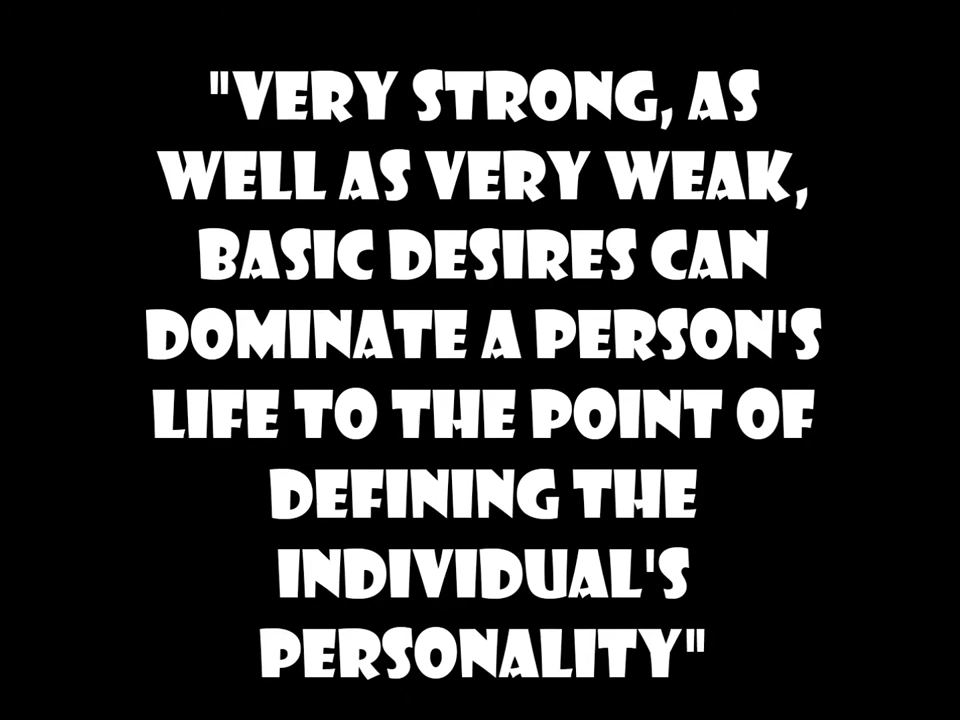 "VERY STRONG, AS
WELL AS VERY WEAK,
BASIC DESIRES CAN
DOMINATE A PERSON'S
LIFE TO THE POINT OF
DEFINING THE
INDIVIDUAL'S
PERSONALITY"